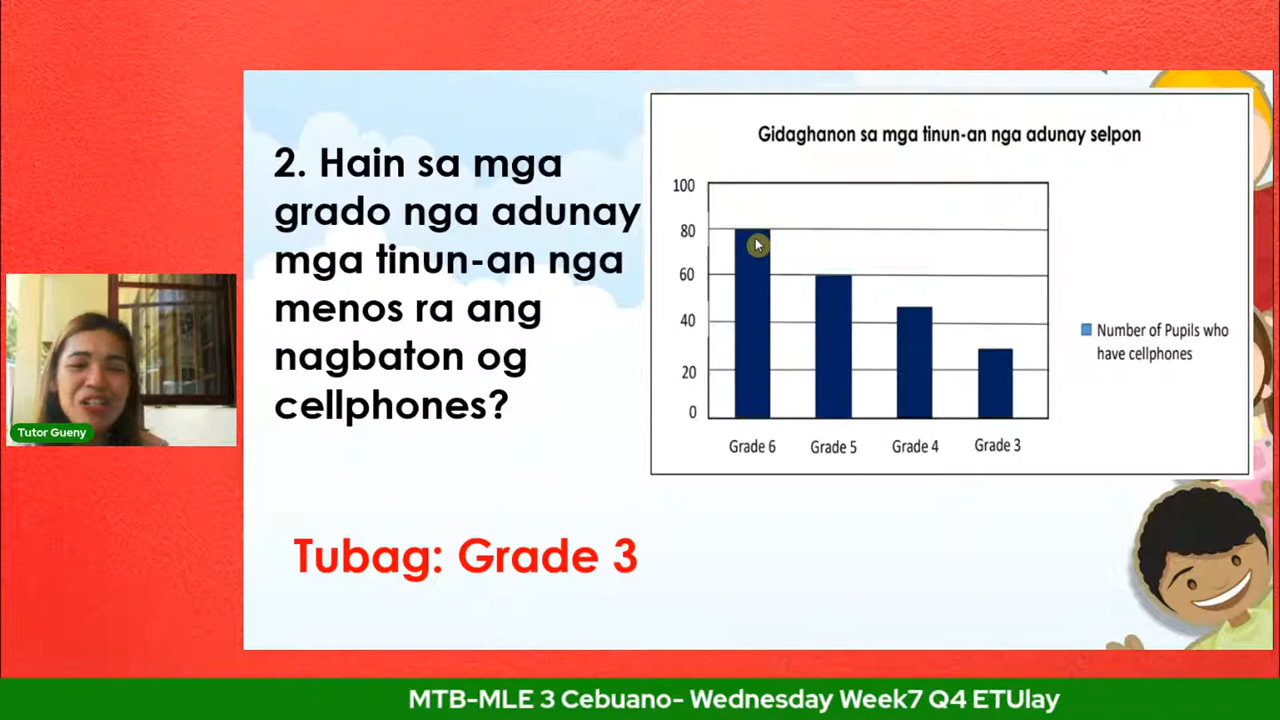 2. Hain sa mga
grado nga adunay
mga tinun-an nga
menos ra ang
nagbaton og
cellphones?
Gidaghanon sa mga tinun-an nga adunay selpon
100
80
60
40
20
0
Grade 6 Grade 5 Grade 4 Grade 3
Number of Pupils who
have cellphones
Tutor Gueny
Tubag: Grade 3
MTB-MLE 3 Cebuano- Wednesday Week7 Q4 ETUlay